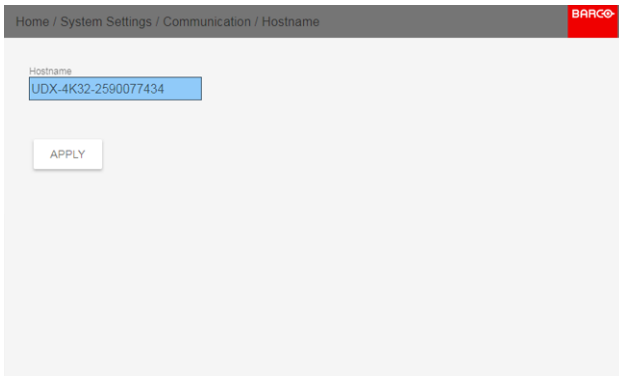 Home / System Settings / Communication / Hostname
BARCO
Hostname
UDX-4K32-2590077434
APPLY